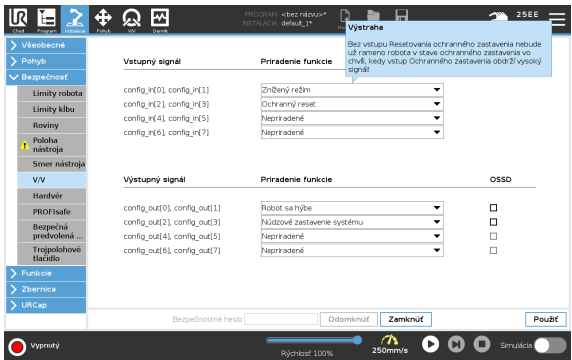 UR
Chod
Program
Inštalácia
Pohyb
V/V
Denník
PROGRAM <bez názvu>*
INŠTALÁCIA default_1*
25EE
Výstraha
Bez vstupu Resetovania ochranného zastavenia nebude
už rameno robota v stave ochranného zastavenia vo
chvíli, kedy vstup Ochranného zastavenia obdrží vysoký
signál!
Všeobecné
Pohyb
Bezpečnosť
Limity robota
Limity kĺbu
Roviny
Poloha
nástroja
Smer nástroja
V/V
Hardvér
PROFIsafe
Bezpečná
predvolená ...
Trojpolohové
tlačidlo
Funkcie
Zbernica
URCap
Vstupný signál Priradenie funkcie
config_in[0], config_in[1] Znížený režim
config_in[2], config_in[3] Ochranný reset
config_in[4], config_in[5] Nepriradené
config_in[6], config_in[7] Nepriradené
Výstupný signál Priradenie funkcie OSSD
config_out[0], config_out[1] Robot sa hýbe
config_out[2], config_out[3] Núdzové zastavenie systému
config_out[4], config_out[5] Nepriradené
config_out[6], config_out[7] Nepriradené
Bezpečnostné heslo Odomknúť Zamknúť Použiť
Vypnutý
Rýchlosť 100%
250mm/s
Simulácia